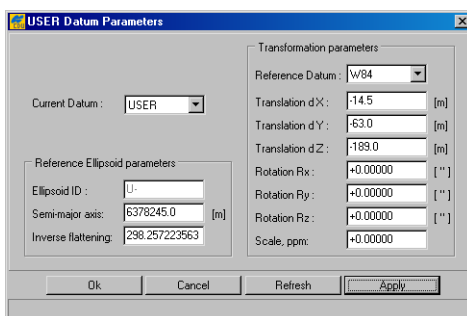 USER Datum Parameters
Current Datum : USER
Reference Ellipsoid parameters
Ellipsoid ID : U-
Semi-major axis: 6378245.0 [m]
Inverse flattening: 298.257223563
Transformation parameters
Reference Datum : W84
Translation dX : -14.5 [m]
Translation dY : -63.0 [m]
Translation dZ : -189.0 [m]
Rotation Rx : +0.00000 [ " ]
Rotation Ry : +0.00000 [ " ]
Rotation Rz : +0.00000 [ " ]
Scale, ppm: +0.00000
Ok Cancel Refresh Apply